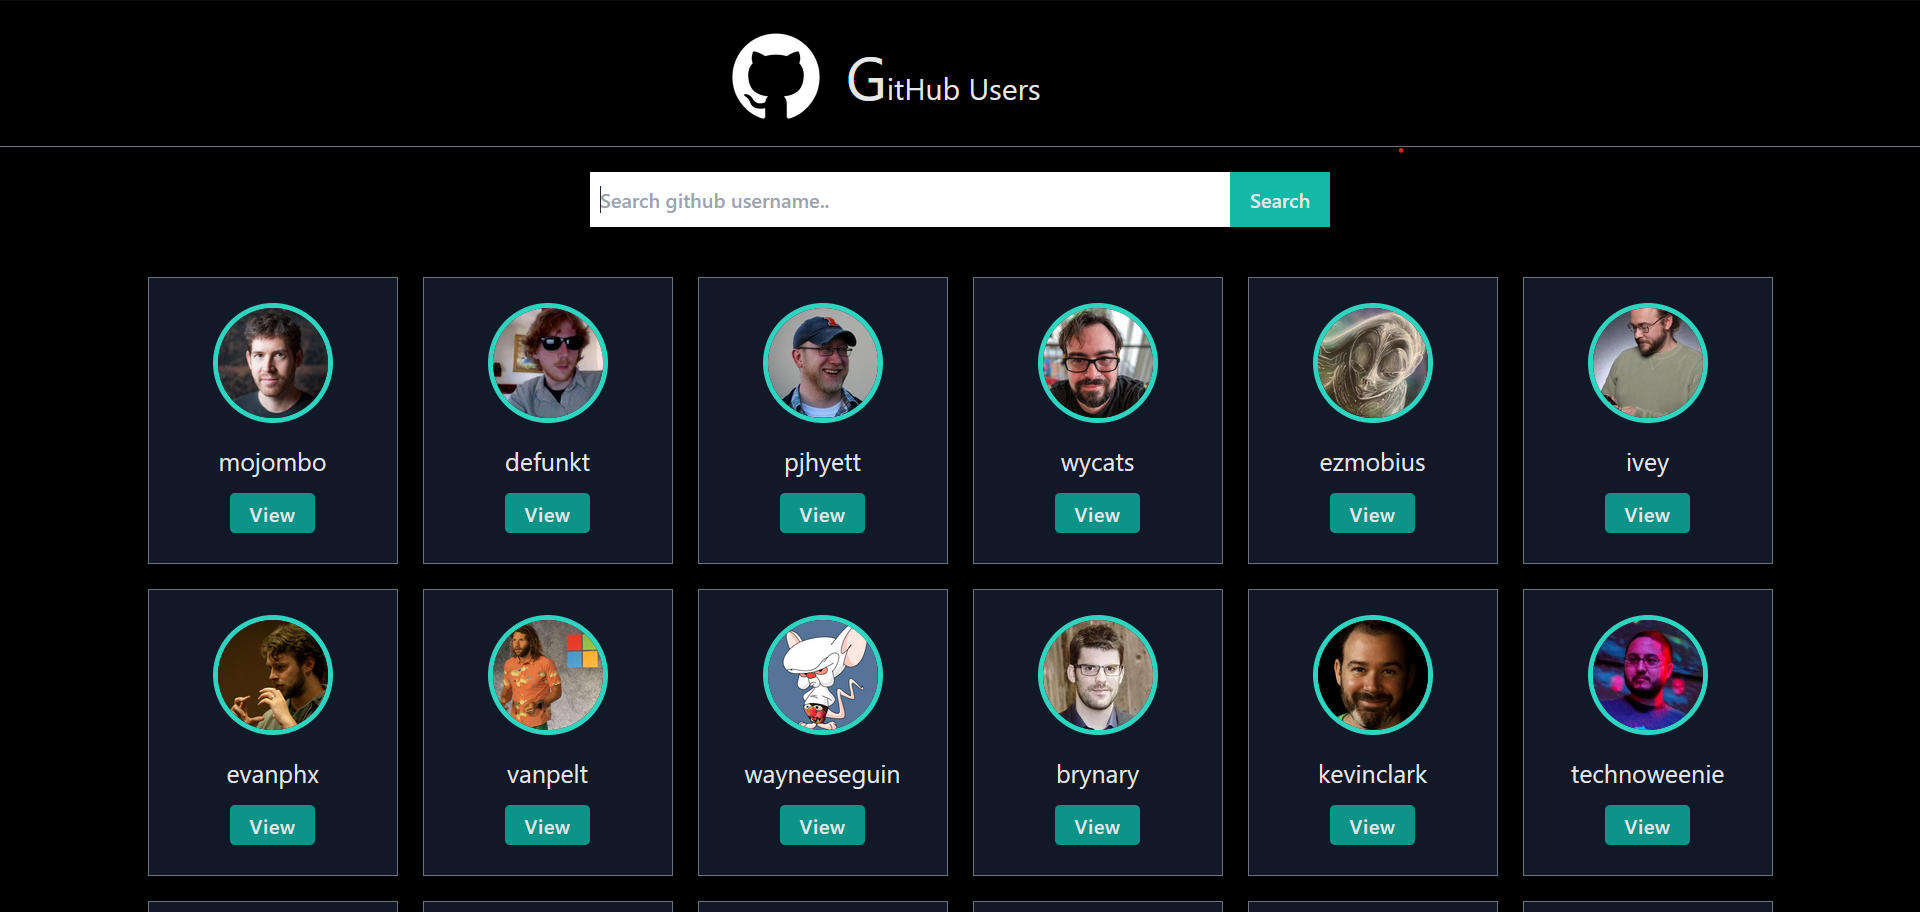 GitHub Users
Search github username..
Search
mojombo
defunkt
pjhyett
wycats
ezmobius
ivey
View
View
View
View
View
View
evanphx
vanpelt
wayneeseguin
brynary
kevinclark
technoweenie
View
View
View
View
View
View